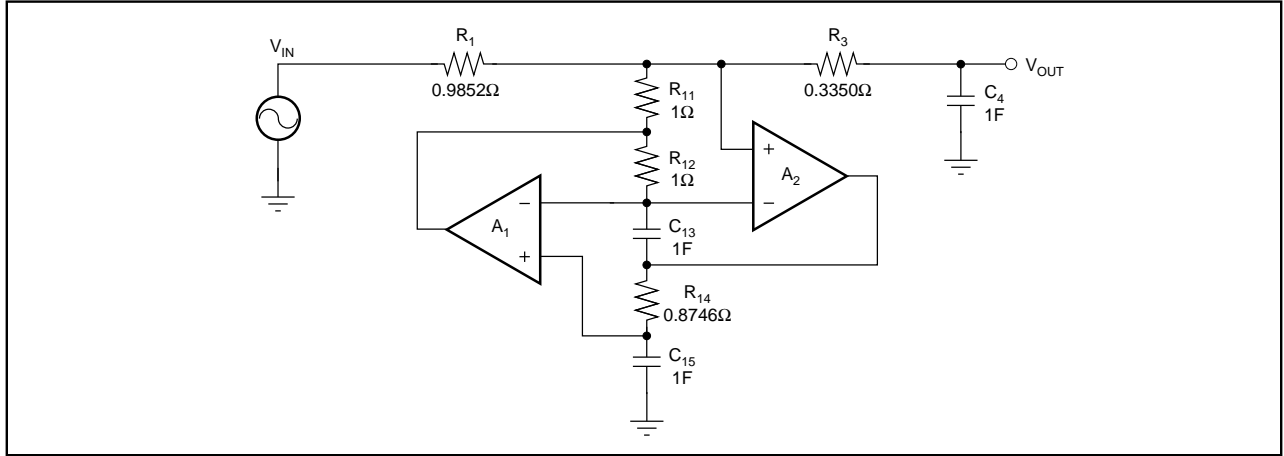 V_IN
R_1
0.9852Ω
R_3
0.3350Ω
V_OUT
C_4
1F
R_11
1Ω
R_12
1Ω
+
A_2
−
−
A_1
+
C_13
1F
R_14
0.8746Ω
C_15
1F